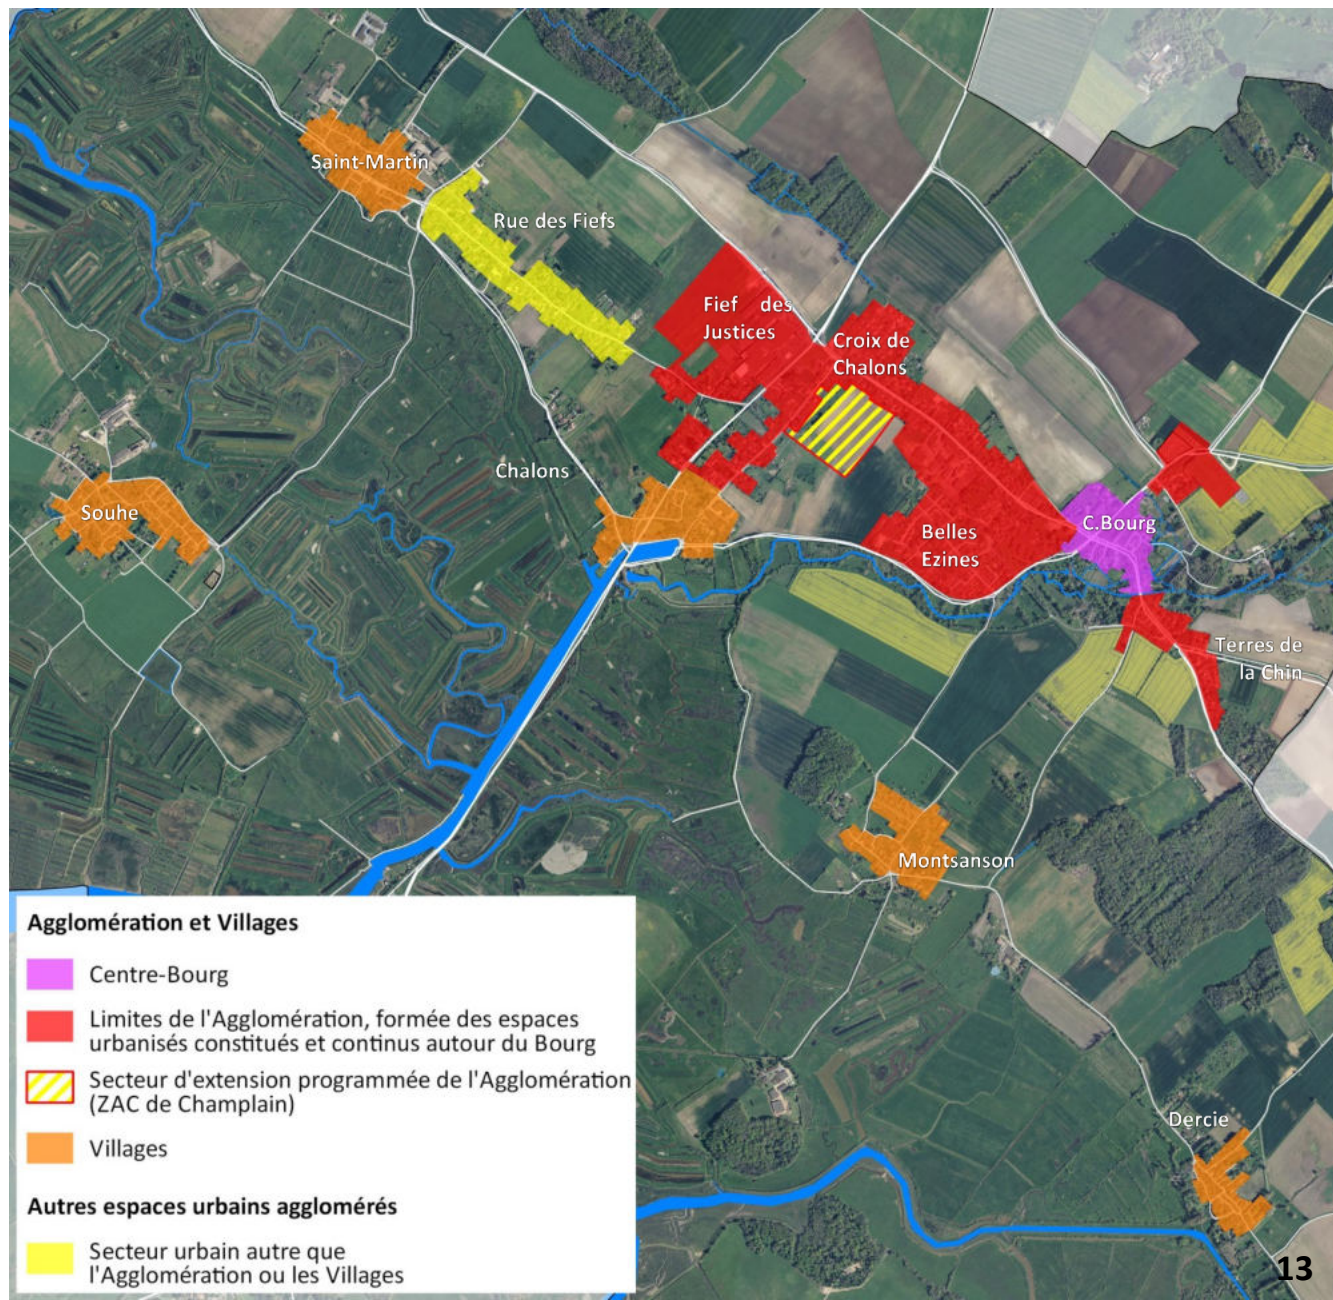 Saint-Martin
Rue des Fiefs
Fief des
Justices
Croix de
Chalons
Chalons
Souhe
C.Bourg
Belles
Ezines
Terres de
la Chin
Montsanson
Dercie
Agglomération et Villages
Centre-Bourg
Limites de l'Agglomération, formée des espaces
urbanisés constitués et continus autour du Bourg
Secteur d'extension programmée de l'Agglomération
(ZAC de Champlain)
Villages
Autres espaces urbains agglomérés
Secteur urbain autre que
l'Agglomération ou les Villages
13